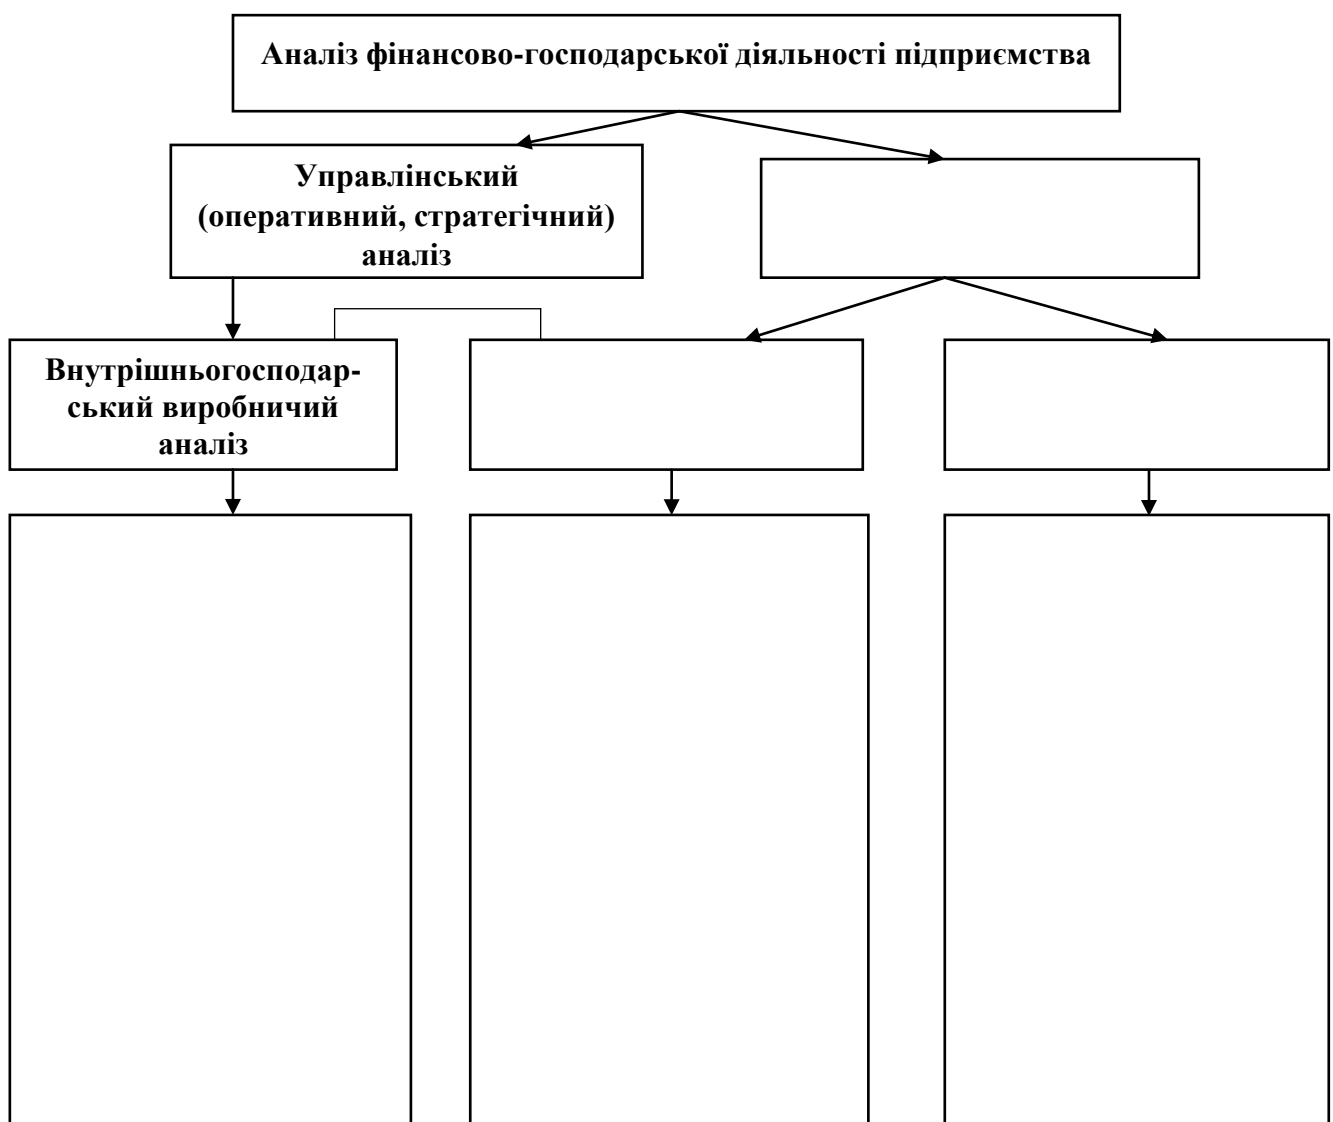 Аналіз фінансово-господарської діяльності підприємства
Управлінський
(оперативний, стратегічний)
аналіз
Внутрішньогосподар-
ський виробничий
аналіз